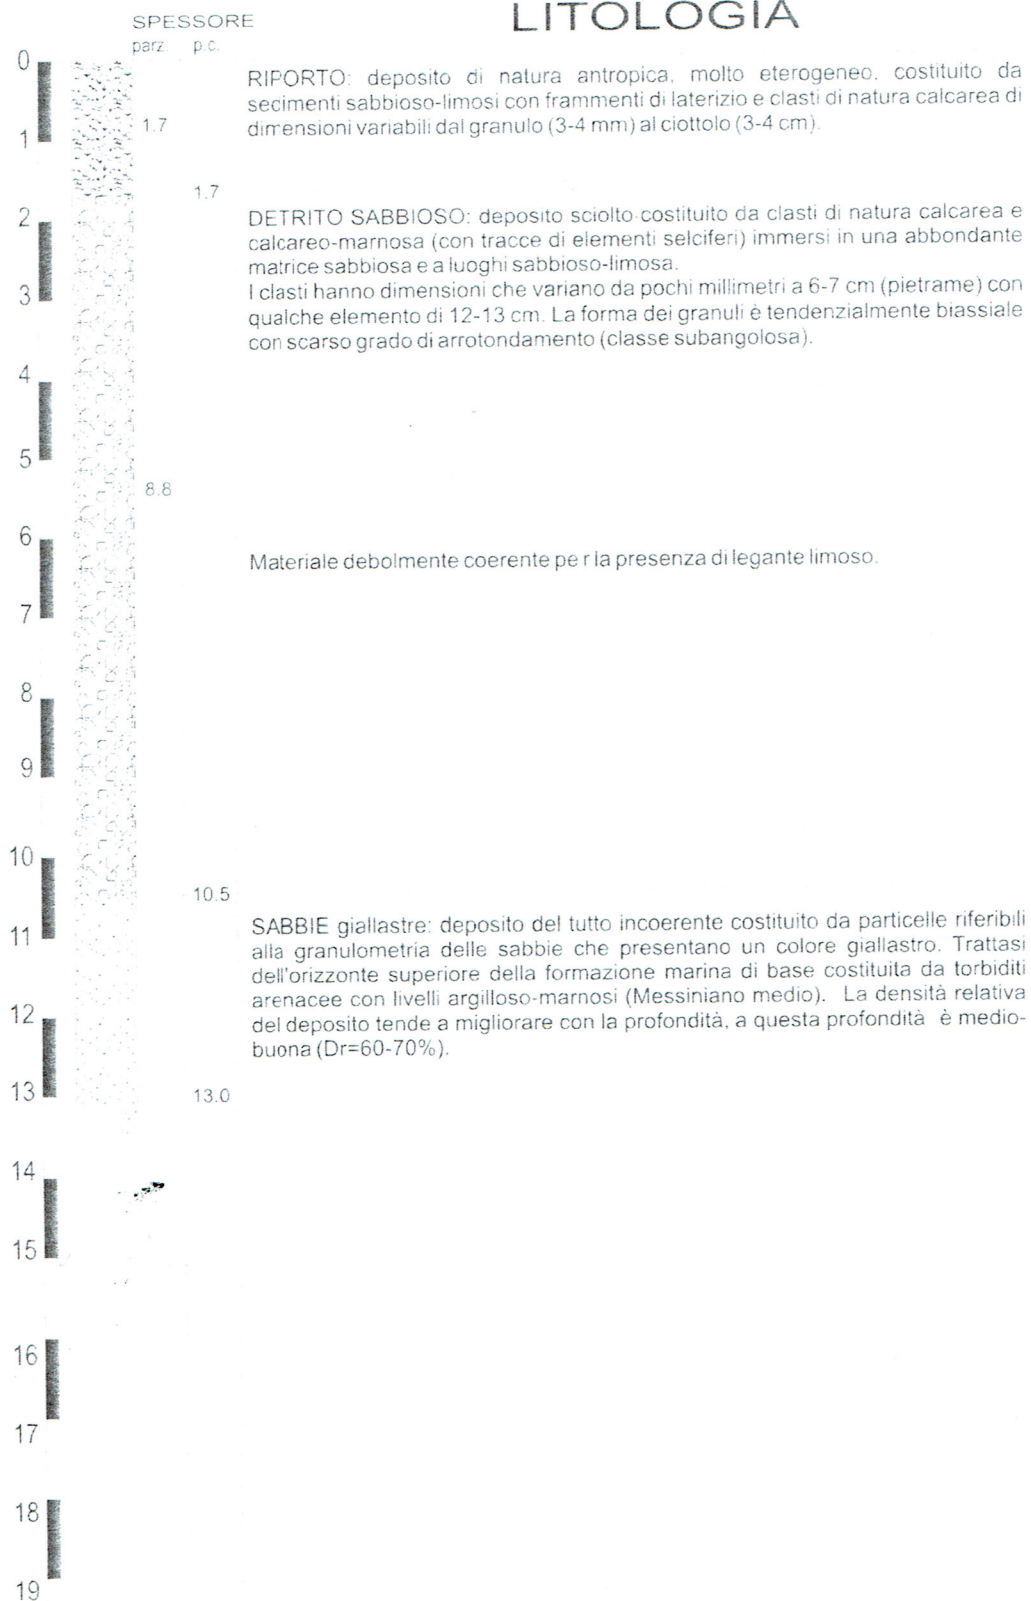 LITOLOGIA
SPESSORE
parz. p.c.
0
RIPORTO: deposito di natura antropica, molto eterogeneo, costituito da
secimenti sabbioso-limosi con frammenti di laterizio e clasti di natura calcarea di
dimensioni variabili dal granulo (3-4 mm) al ciottolo (3-4 cm).
1.7
1
1.7
2
DETRITO SABBIOSO: deposito sciolto costituito da clasti di natura calcarea e
calcareo-marnosa (con tracce di elementi selciferi) immersi in una abbondante
matrice sabbiosa e a luoghi sabbioso-limosa.
I clasti hanno dimensioni che variano da pochi millimetri a 6-7 cm (pietrame) con
3
qualche elemento di 12-13 cm. La forma dei granuli è tendenzialmente biassiale
con scarso grado di arrotondamento (classe subangolosa).
4
5
8.8
6
Materiale debolmente coerente pe r la presenza di legante limoso.
7
8
9
10
10.5
SABBIE giallastre: deposito del tutto incoerente costituito da particelle riferibili
11
alla granulometria delle sabbie che presentano un colore giallastro. Trattasi
dell'orizzonte superiore della formazione marina di base costituita da torbiditi
arenacee con livelli argilloso-marnosi (Messiniano medio). La densità relativa
12
del deposito tende a migliorare con la profondità, a questa profondità è medio-
buona (Dr=60-70%).
13
13.0
14
15
16
17
18
19